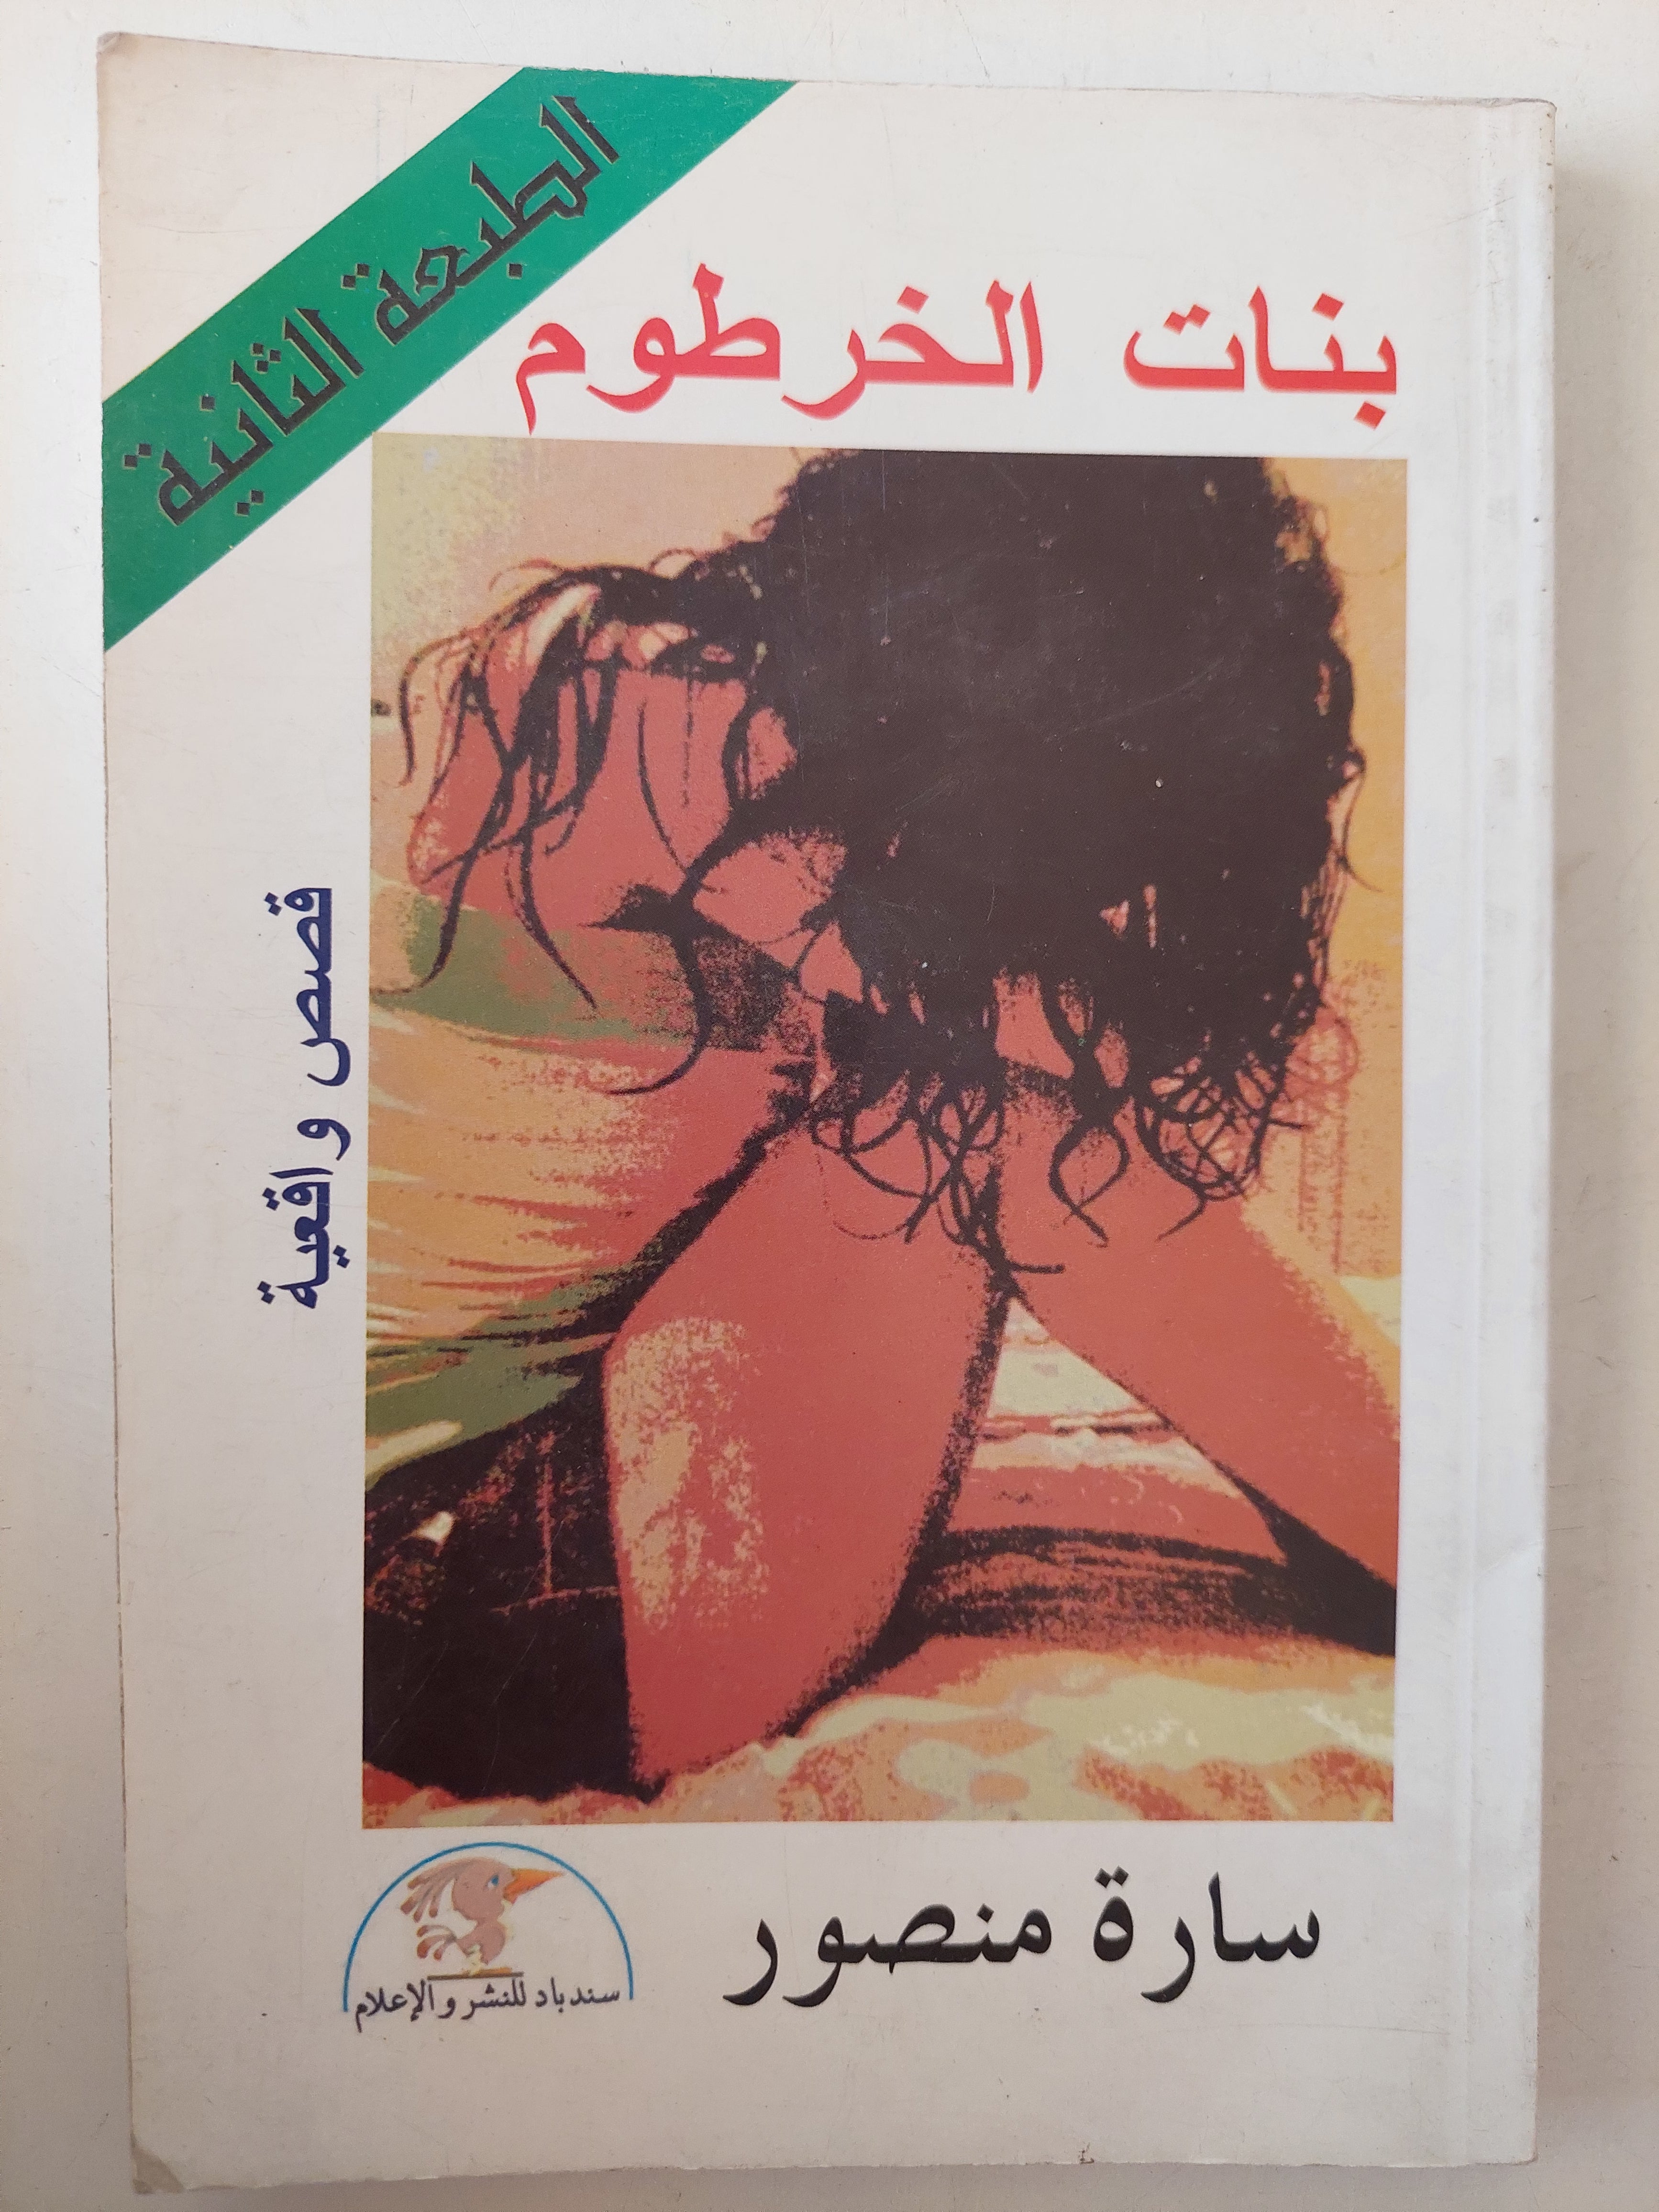 الطبعة الثانية
بنات الخرطوم
قصص واقعية
سارة منصور
سندباد للنشر والإعلام